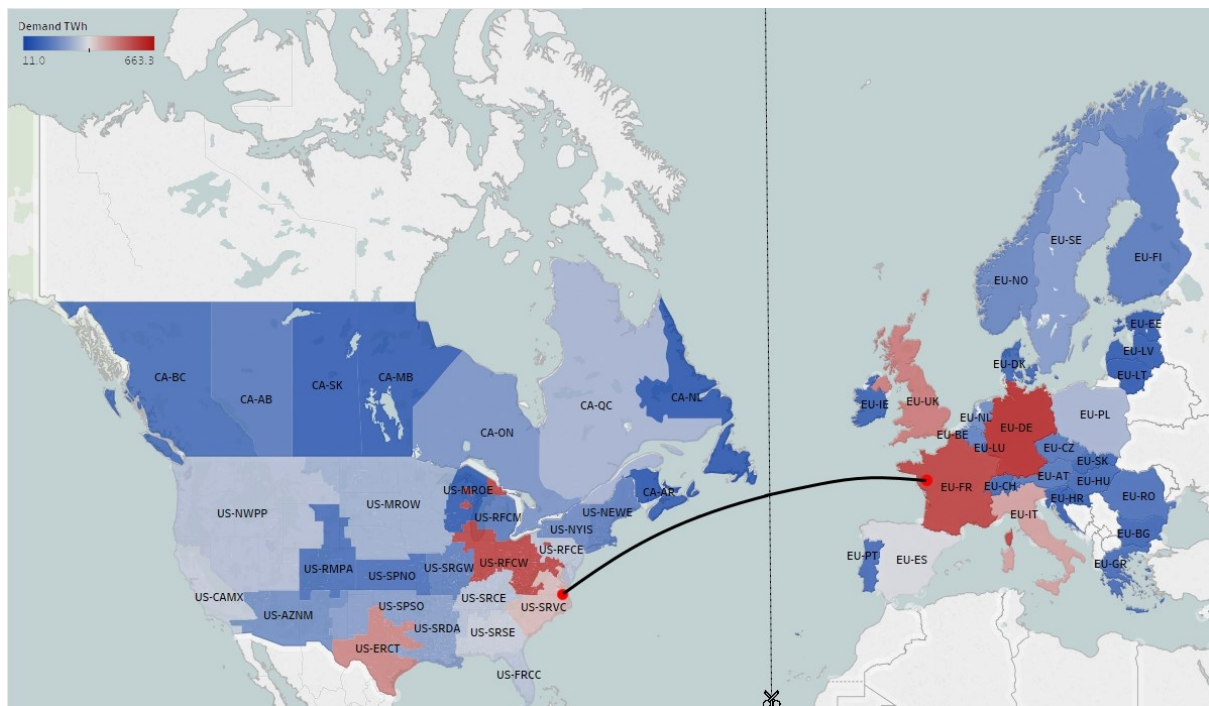 Demand TWh
11.0 663.3
EU-SE
EU-FI
EU-NO
EU-EE
EU-LV
EU-DK
EU-LT
CA-BC
CA-SK
CA-MB
CA-AB
CA-QC
CA-NL
CA-ON
EU-IE
EU-UK
EU-NL
EU-PL
EU-DE
EU-BE
EU-LU
EU-CZ
EU-SK
EU-AT
EU-HU
EU-FR
EU-CH
EU-HR
EU-RO
EU-IT
EU-BG
EU-PT
EU-ES
EU-GR
US-MROE
CA-AR
US-MROW
US-NWPP
US-RFCM
US-NEWE
US-NYIS
US-RFCE
US-RMPA
US-SPNO
US-SRGW
US-RFCW
US-CAMX
US-SRCE
US-SPSO
US-SRVC
US-AZNM
US-SRDA
US-SRSE
US-ERCT
US-FRCC